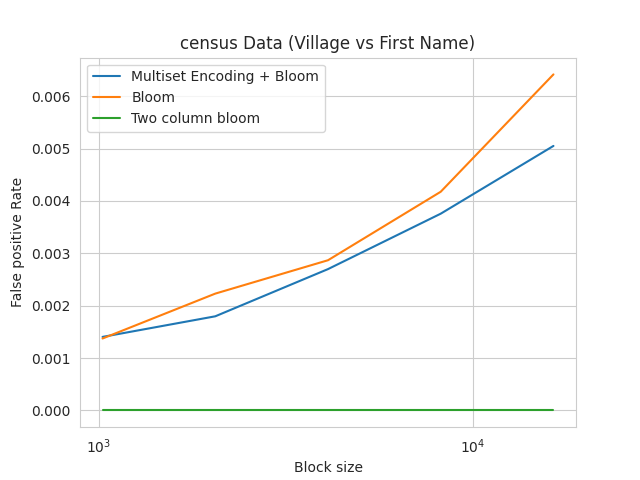 census Data (Village vs First Name)
Multiset Encoding + Bloom
Bloom
Two column bloom
0.006
0.005
0.004
0.003
0.002
0.001
0.000
False positive Rate
10³
10⁴
Block size